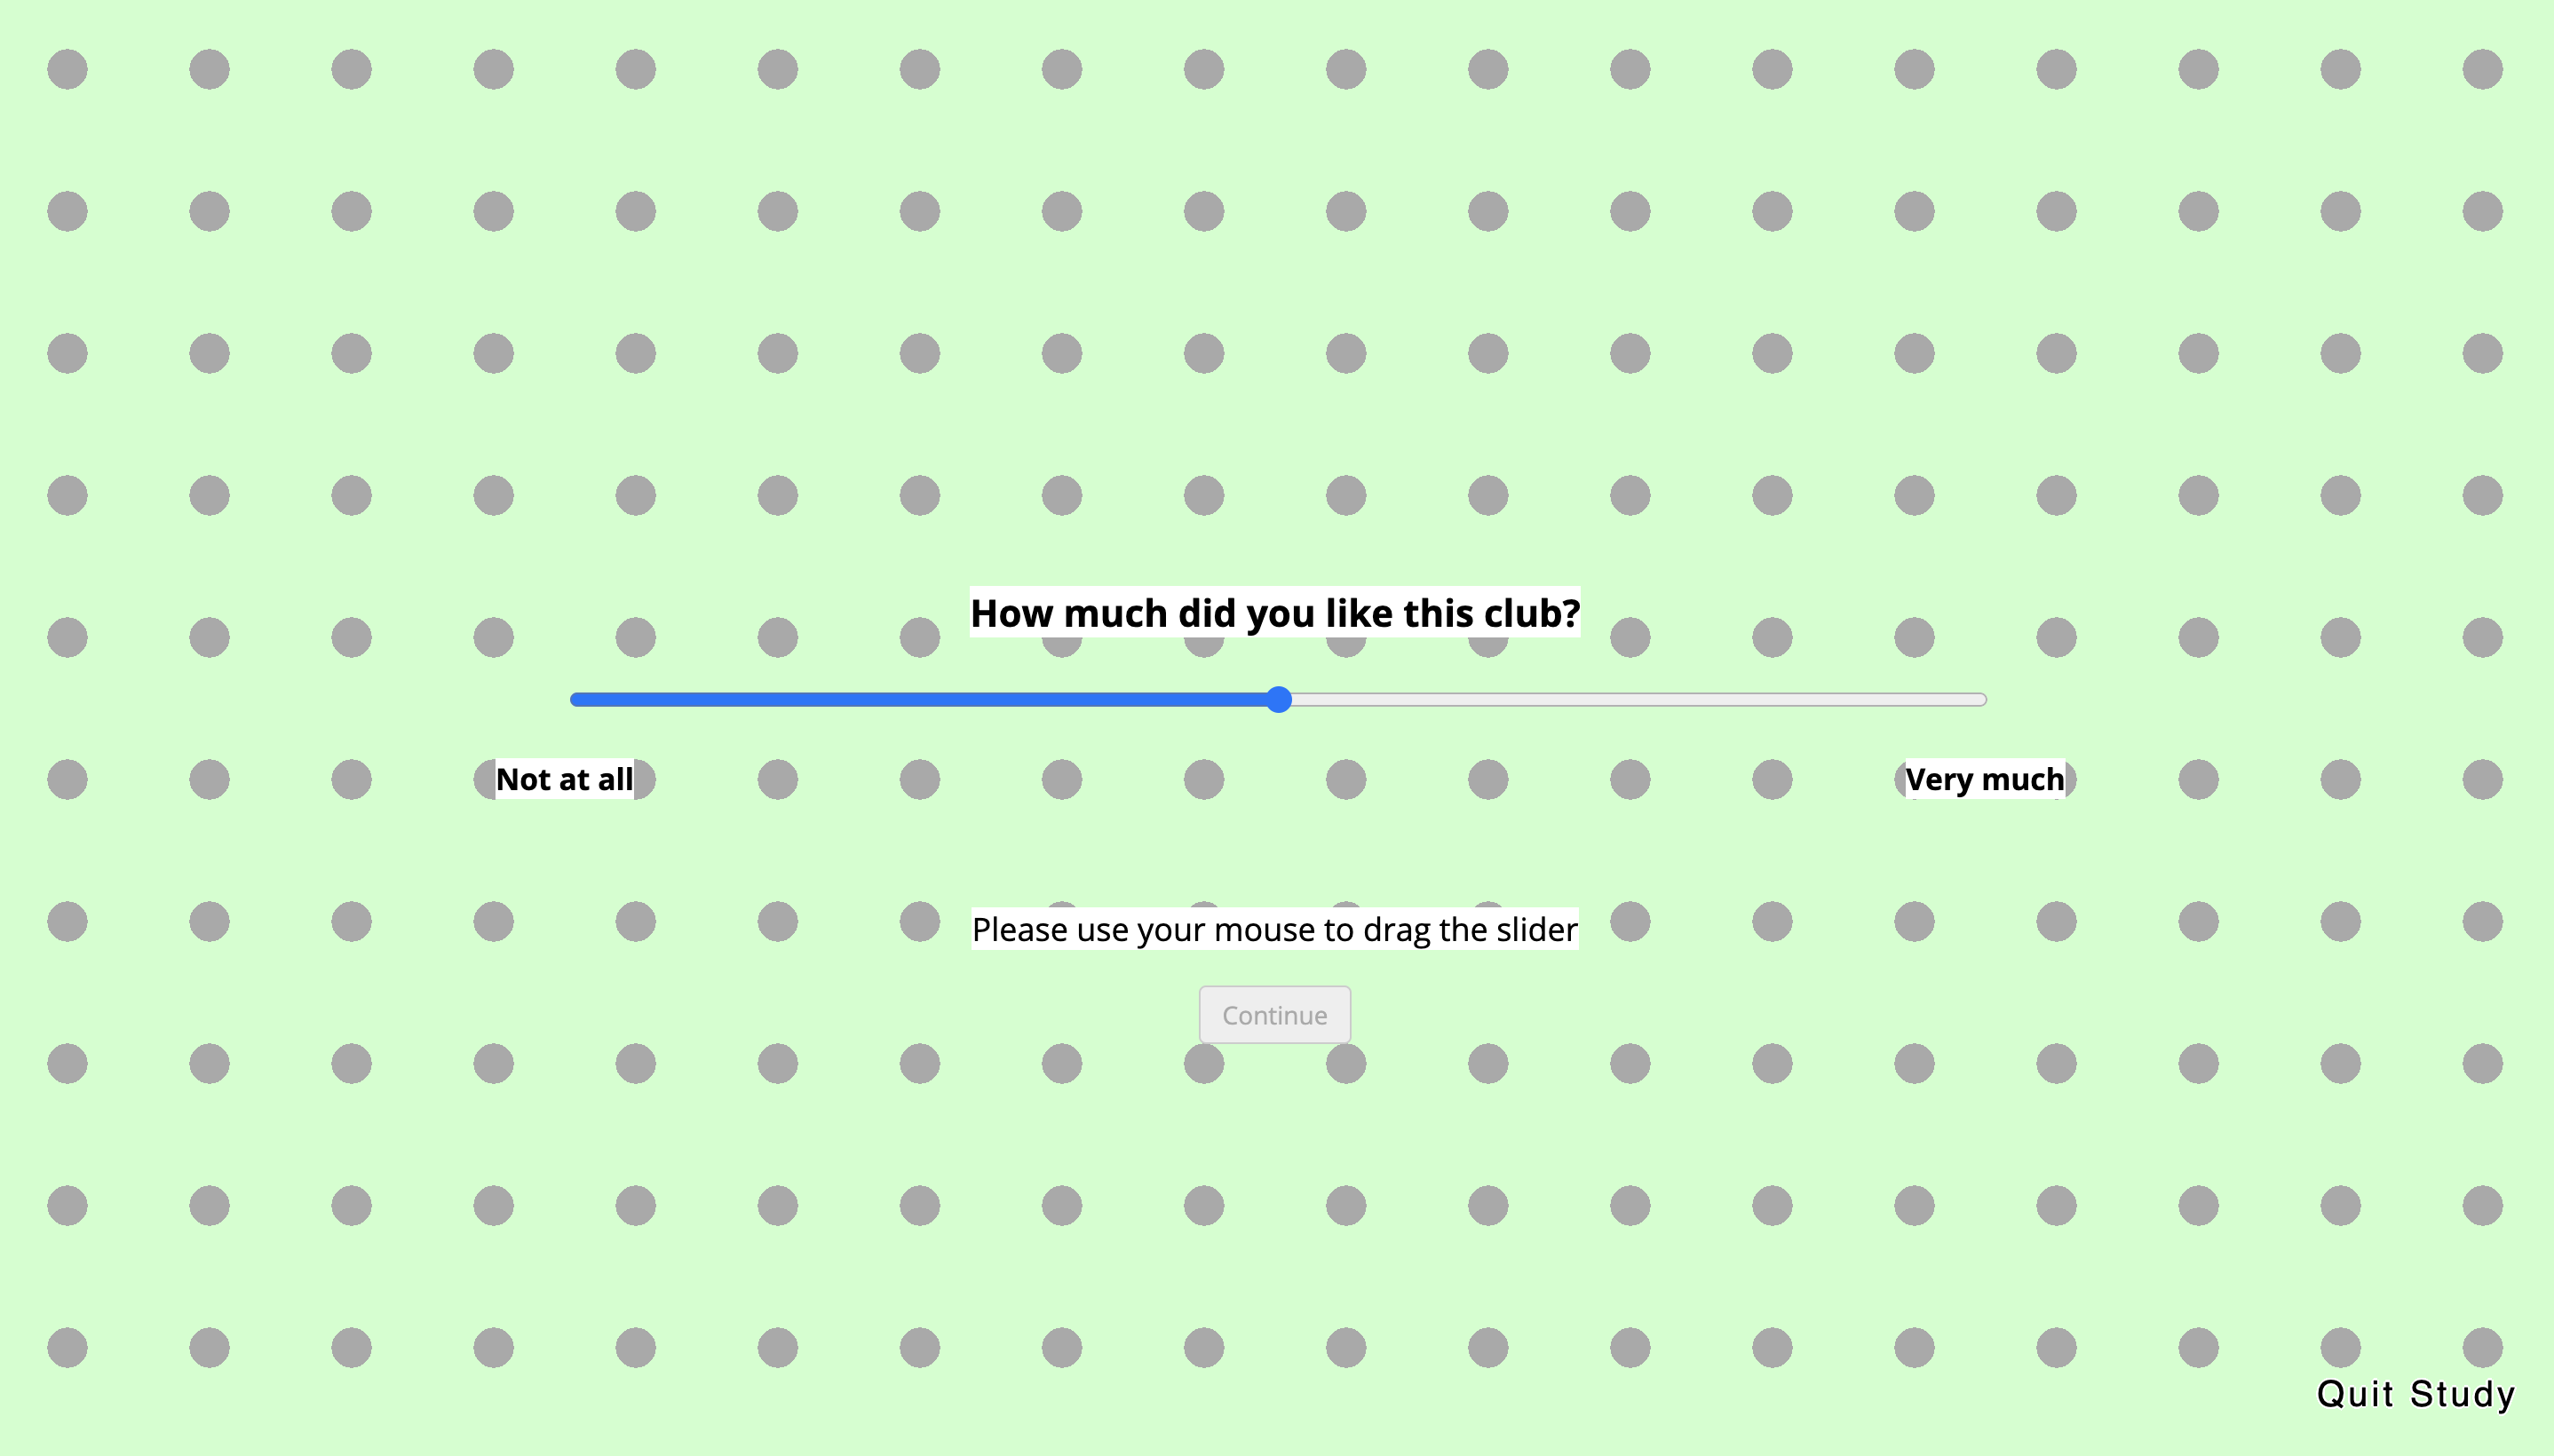 How much did you like this club?
Not at all
Very much
Please use your mouse to drag the slider
Continue
Quit Study